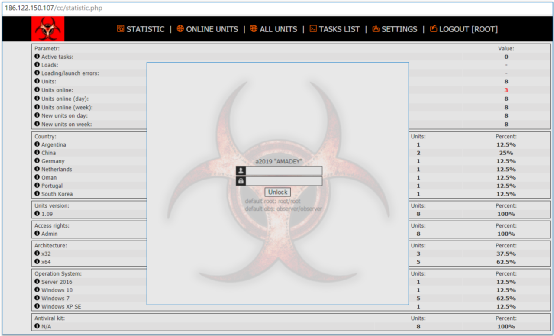 186.122.150.107/cc/statistic.php
STATISTIC | ONLINE UNITS | ALL UNITS | TASKS LIST | SETTINGS | LOGOUT [ROOT]
Parametr: Value:
Active tasks: 0
Loads: -
Loading/launch errors: -
Units: 8
Units online: 3
Units online (day): 8
Units online (week): 8
New units on day: 8
New units on week: 8
Country: Units: Percent:
Argentina 1 12.5%
China 2 25%
Germany 1 12.5%
Netherlands 1 12.5%
Oman 1 12.5%
Portugal 1 12.5%
South Korea 1 12.5%
Units version: Units: Percent:
1.09 8 100%
Access rights: Units: Percent:
Admin 8 100%
Architecture: Units: Percent:
x32 3 37.5%
x64 5 62.5%
Operation System: Units: Percent:
Server 2016 1 12.5%
Windows 10 1 12.5%
Windows 7 5 62.5%
Windows XP SE 1 12.5%
Antiviral kit: Units: Percent:
N/A 8 100%
a2019 "AMADEY"
Unlock
default root: root/root
default obs: observer/observer